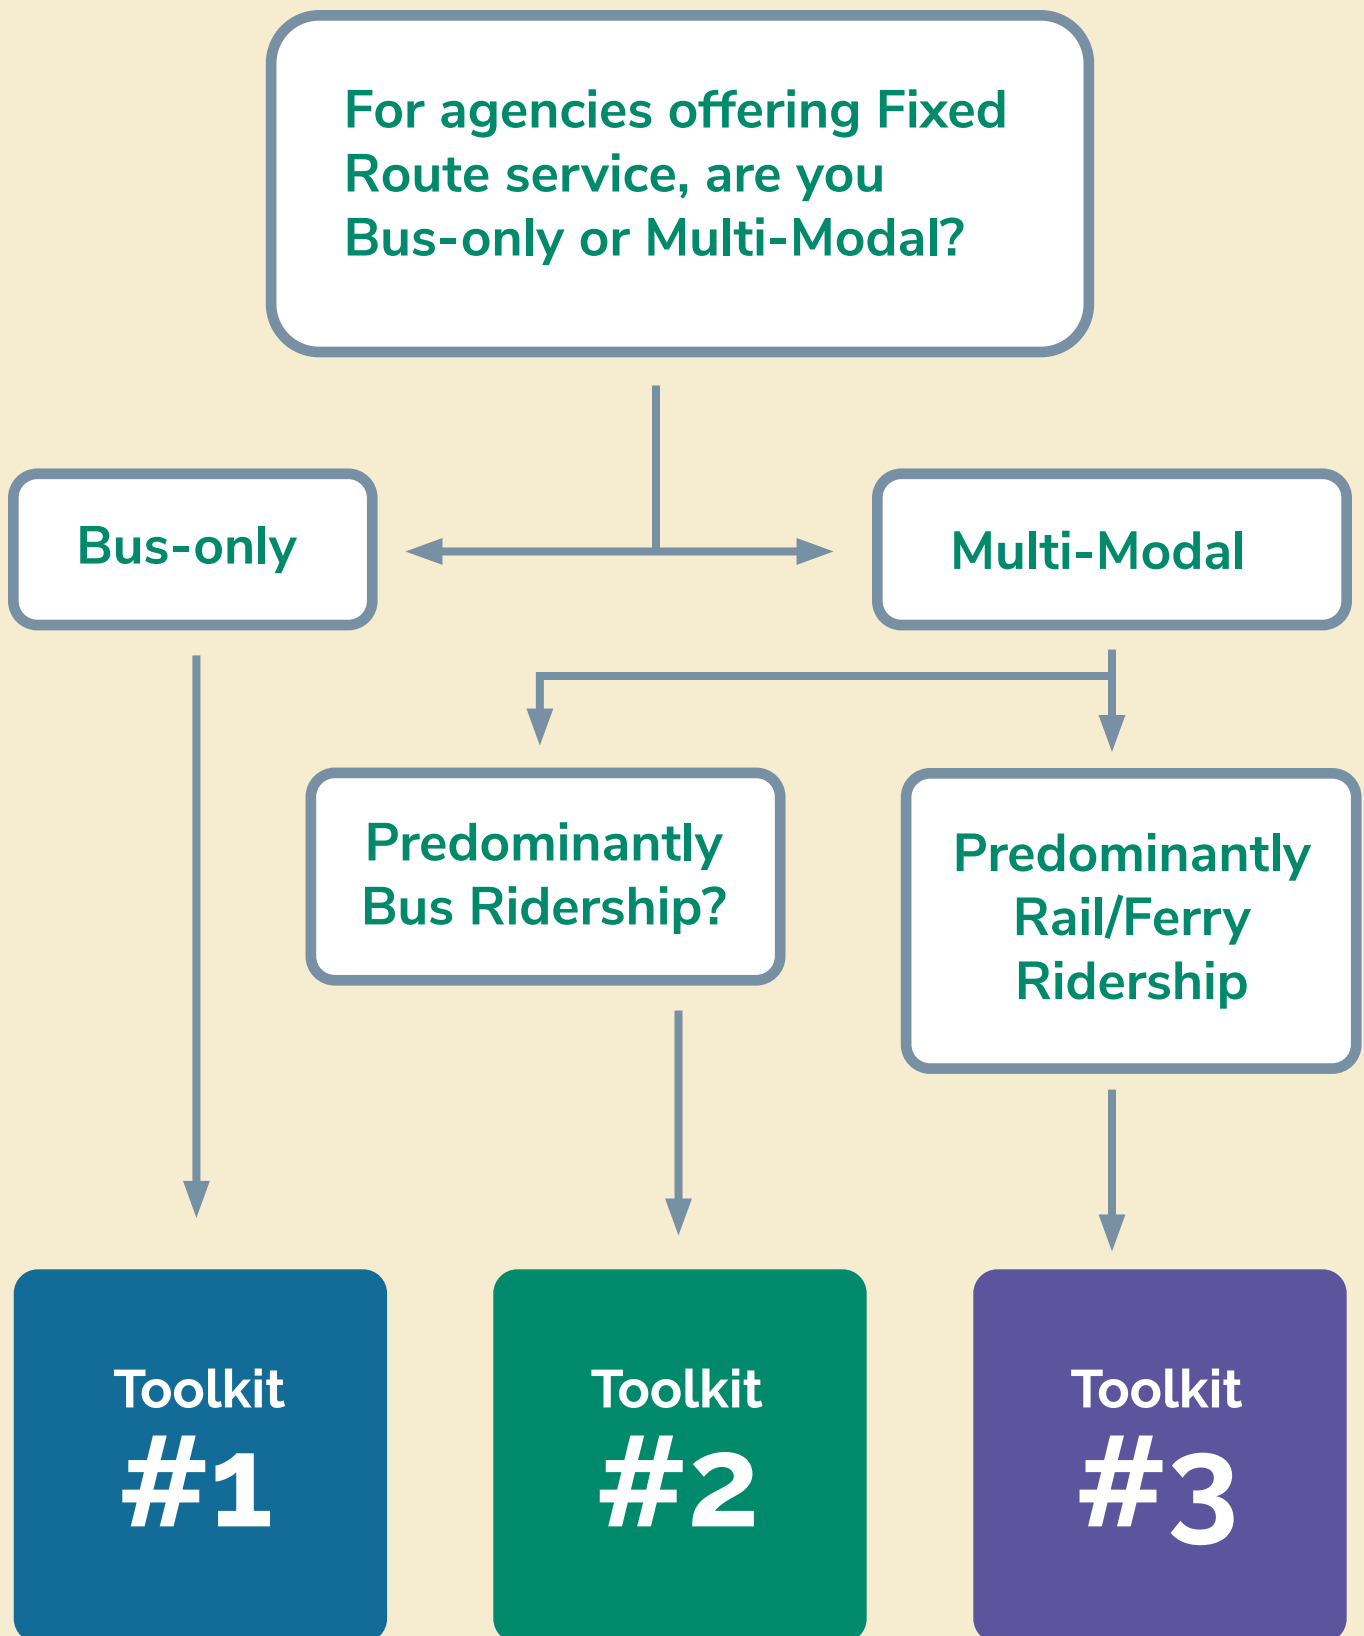 For agencies offering Fixed
Route service, are you
Bus-only or Multi-Modal?
Bus-only
Multi-Modal
Predominantly
Bus Ridership?
Predominantly
Rail/Ferry
Ridership
Toolkit
#1
Toolkit
#2
Toolkit
#3